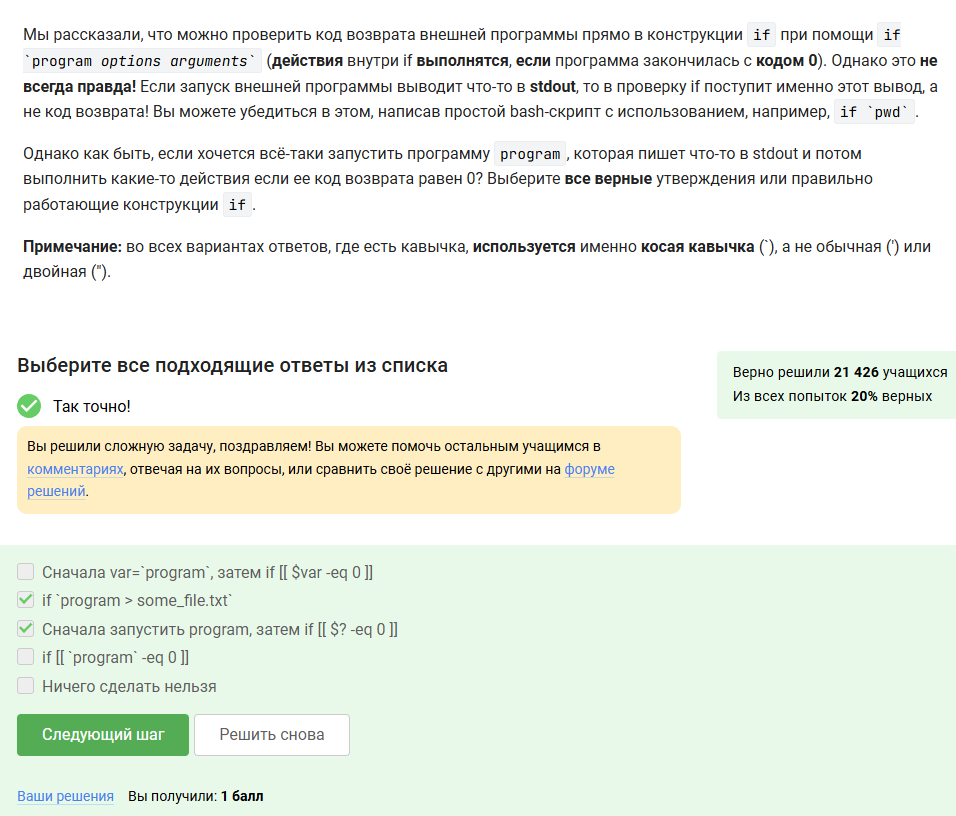 Мы рассказали, что можно проверить код возврата внешней программы прямо в конструкции if при помощи if
`program options arguments` (действия внутри if выполнятся, если программа закончилась с кодом 0). Однако это не
всегда правда! Если запуск внешней программы выводит что-то в stdout, то в проверку if поступит именно этот вывод, а
не код возврата! Вы можете убедиться в этом, написав простой bash-скрипт с использованием, например, if `pwd`.
Однако как быть, если хочется всё-таки запустить программу program, которая пишет что-то в stdout и потом
выполнить какие-то действия если ее код возврата равен 0? Выберите все верные утверждения или правильно
работающие конструкции if.
Примечание: во всех вариантах ответов, где есть кавычка, используется именно косая кавычка (`), а не обычная (') или
двойная (").
Выберите все подходящие ответы из списка
Верно решили 21 426 учащихся
Из всех попыток 20% верных
Так точно!
Вы решили сложную задачу, поздравляем! Вы можете помочь остальным учащимся в
комментариях, отвечая на их вопросы, или сравнить своё решение с другими на форуме
решений.
Сначала var=`program`, затем if [[ $var -eq 0 ]]
if `program > some_file.txt`
Сначала запустить program, затем if [[ $? -eq 0 ]]
if [[ `program` -eq 0 ]]
Ничего сделать нельзя
Следующий шаг
Решить снова
Ваши решения Вы получили: 1 балл